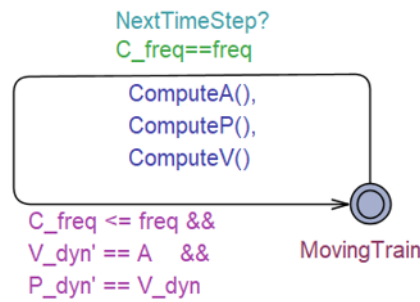 NextTimeStep?
C_freq==freq
ComputeA(),
ComputeP(),
ComputeV()
C_freq <= freq &&
V_dyn' == A &&
P_dyn' == V_dyn
MovingTrain